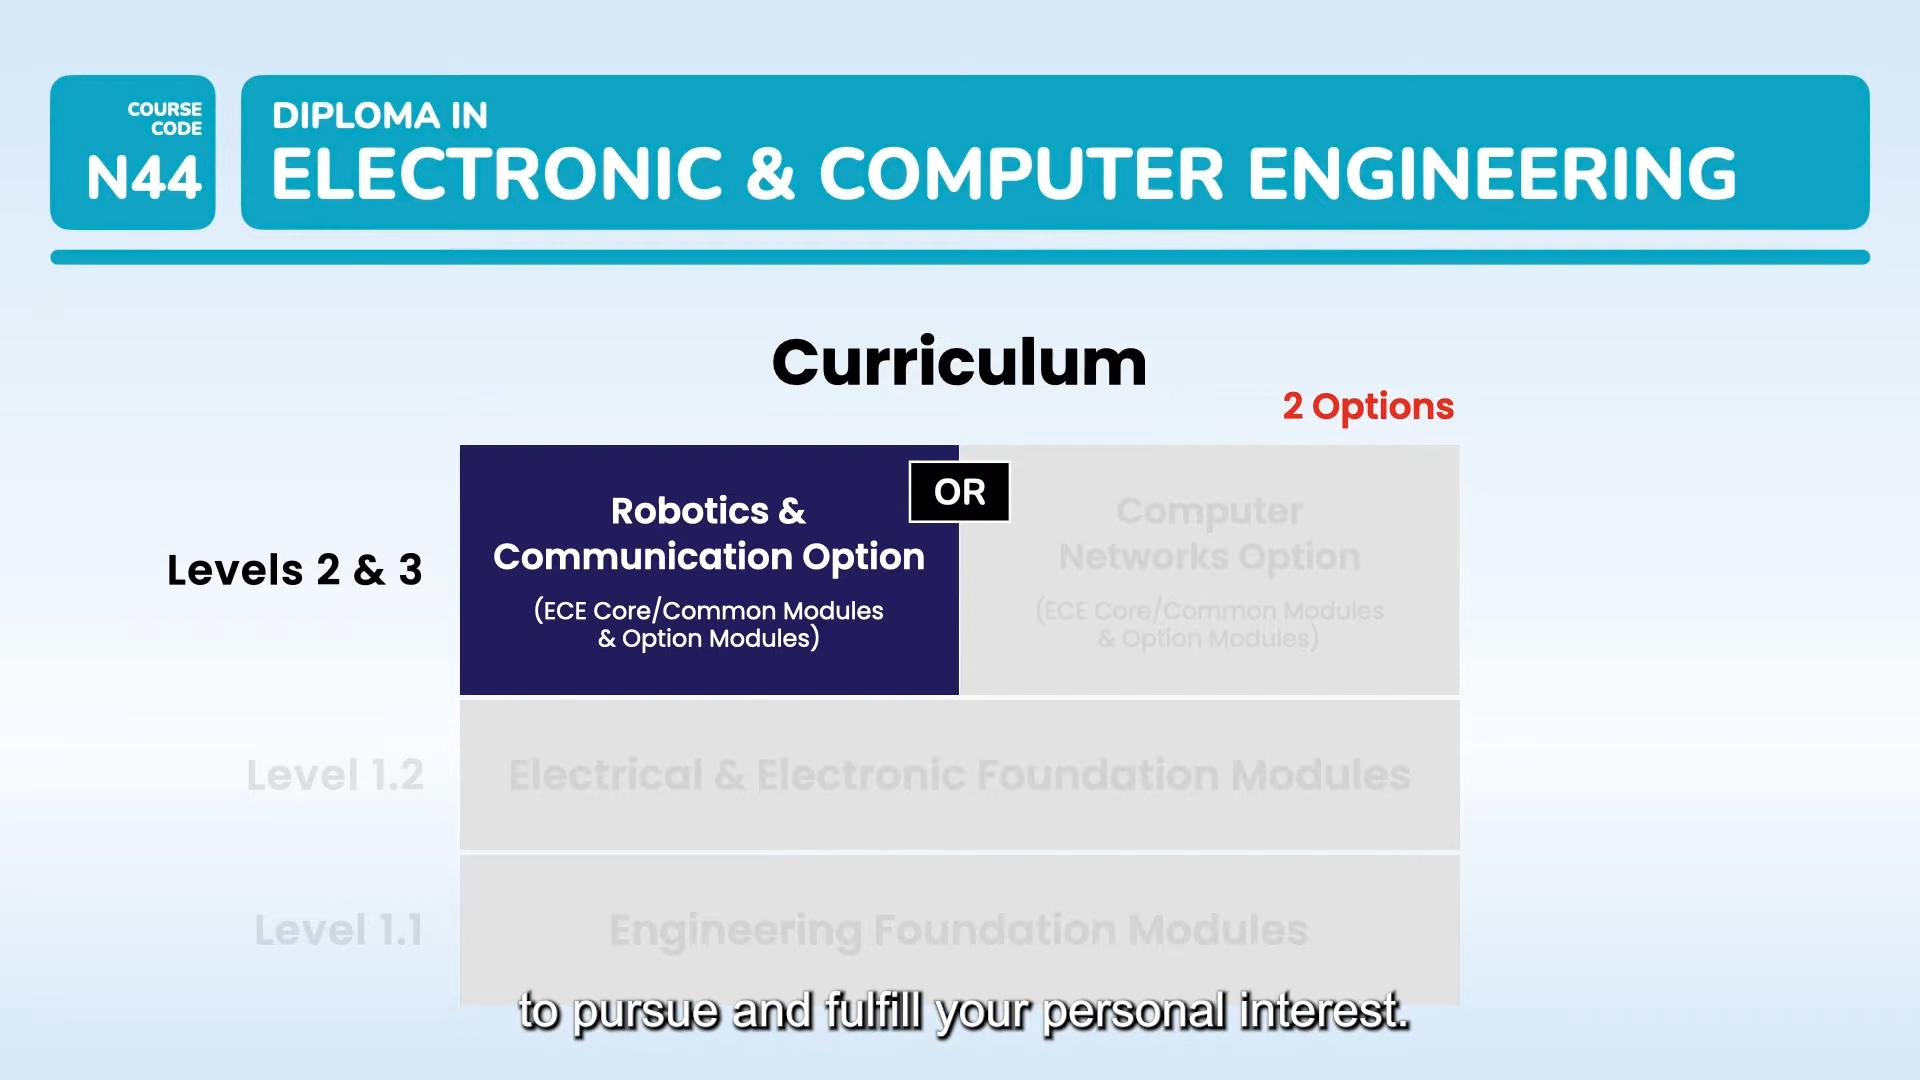 COURSE
CODE
N44
DIPLOMA IN
ELECTRONIC & COMPUTER ENGINEERING
Curriculum
2 Options
Levels 2 & 3
Robotics &
Communication Option
(ECE Core/Common Modules
& Option Modules)
OR
Computer
Networks Option
(ECE Core/Common Modules
& Option Modules)
Level 1.2
Electrical & Electronic Foundation Modules
Level 1.1
Engineering Foundation Modules
to pursue and fulfill your personal interest.